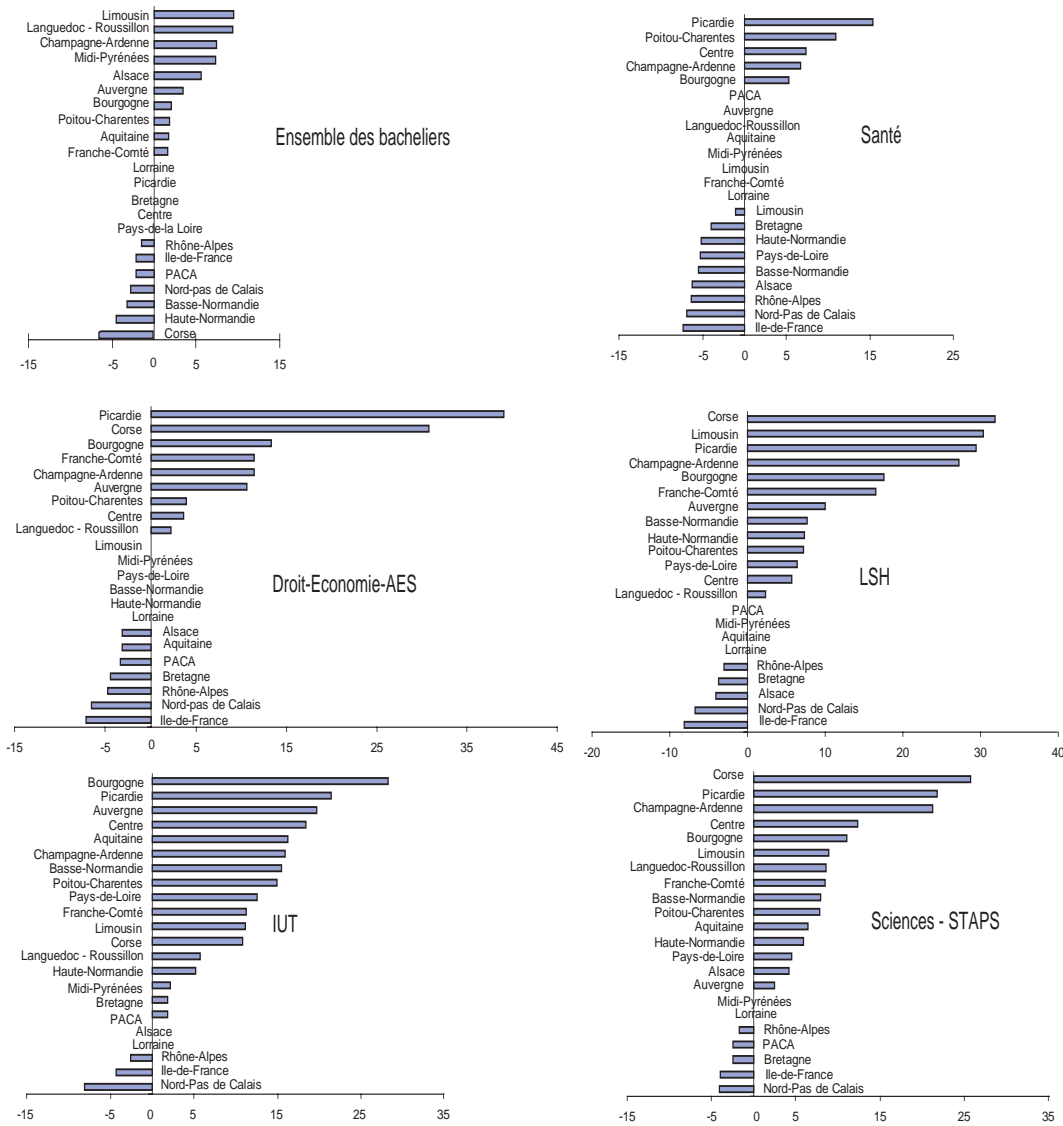 Limousin
Languedoc - Roussillon
Champagne-Ardenne
Midi-Pyrénées
Alsace
Auvergne
Bourgogne
Poitou-Charentes
Aquitaine
Franche-Comté
Lorraine
Picardie
Bretagne
Centre
Pays-de-la Loire
Rhône-Alpes
Ile-de-France
PACA
Nord-pas de Calais
Basse-Normandie
Haute-Normandie
Corse
Ensemble des bacheliers
-15 -5 0 5 15
Picardie
Poitou-Charentes
Centre
Champagne-Ardenne
Bourgogne
PACA
Auvergne
Languedoc-Roussillon
Aquitaine
Midi-Pyrénées
Limousin
Franche-Comté
Lorraine
Limousin
Bretagne
Haute-Normandie
Pays-de-Loire
Basse-Normandie
Alsace
Rhône-Alpes
Nord-Pas de Calais
Ile-de-France
Santé
-15 -5 0 5 15 25
Picardie
Corse
Bourgogne
Franche-Comté
Champagne-Ardenne
Auvergne
Poitou-Charentes
Centre
Languedoc - Roussillon
Limousin
Midi-Pyrénées
Pays-de-Loire
Basse-Normandie
Haute-Normandie
Lorraine
Alsace
Aquitaine
PACA
Bretagne
Rhône-Alpes
Nord-pas de Calais
Ile-de-France
Droit-Economie-AES
-15 -5 0 5 15 25 35 45
Corse
Limousin
Picardie
Champagne-Ardenne
Bourgogne
Franche-Comté
Auvergne
Basse-Normandie
Haute-Normandie
Poitou-Charentes
Pays-de-Loire
Centre
Languedoc - Roussillon
PACA
Midi-Pyrénées
Aquitaine
Lorraine
Rhône-Alpes
Bretagne
Alsace
Nord-Pas de Calais
Ile-de-France
LSH
-20 -10 0 10 20 30 40
Bourgogne
Picardie
Auvergne
Centre
Aquitaine
Champagne-Ardenne
Basse-Normandie
Poitou-Charentes
Pays-de-Loire
Franche-Comté
Limousin
Corse
Languedoc - Roussillon
Haute-Normandie
Midi-Pyrénées
Bretagne
PACA
Alsace
Lorraine
Rhône-Alpes
Ile-de-France
Nord-Pas de Calais
IUT
-15 -5 0 5 15 25 35
Corse
Picardie
Champagne-Ardenne
Centre
Bourgogne
Limousin
Languedoc-Roussillon
Franche-Comté
Basse-Normandie
Poitou-Charentes
Aquitaine
Haute-Normandie
Pays-de-Loire
Alsace
Auvergne
Midi-Pyrénées
Lorraine
Rhône-Alpes
PACA
Bretagne
Ile-de-France
Nord-Pas de Calais
Sciences - STAPS
-15 -5 0 5 15 25 35